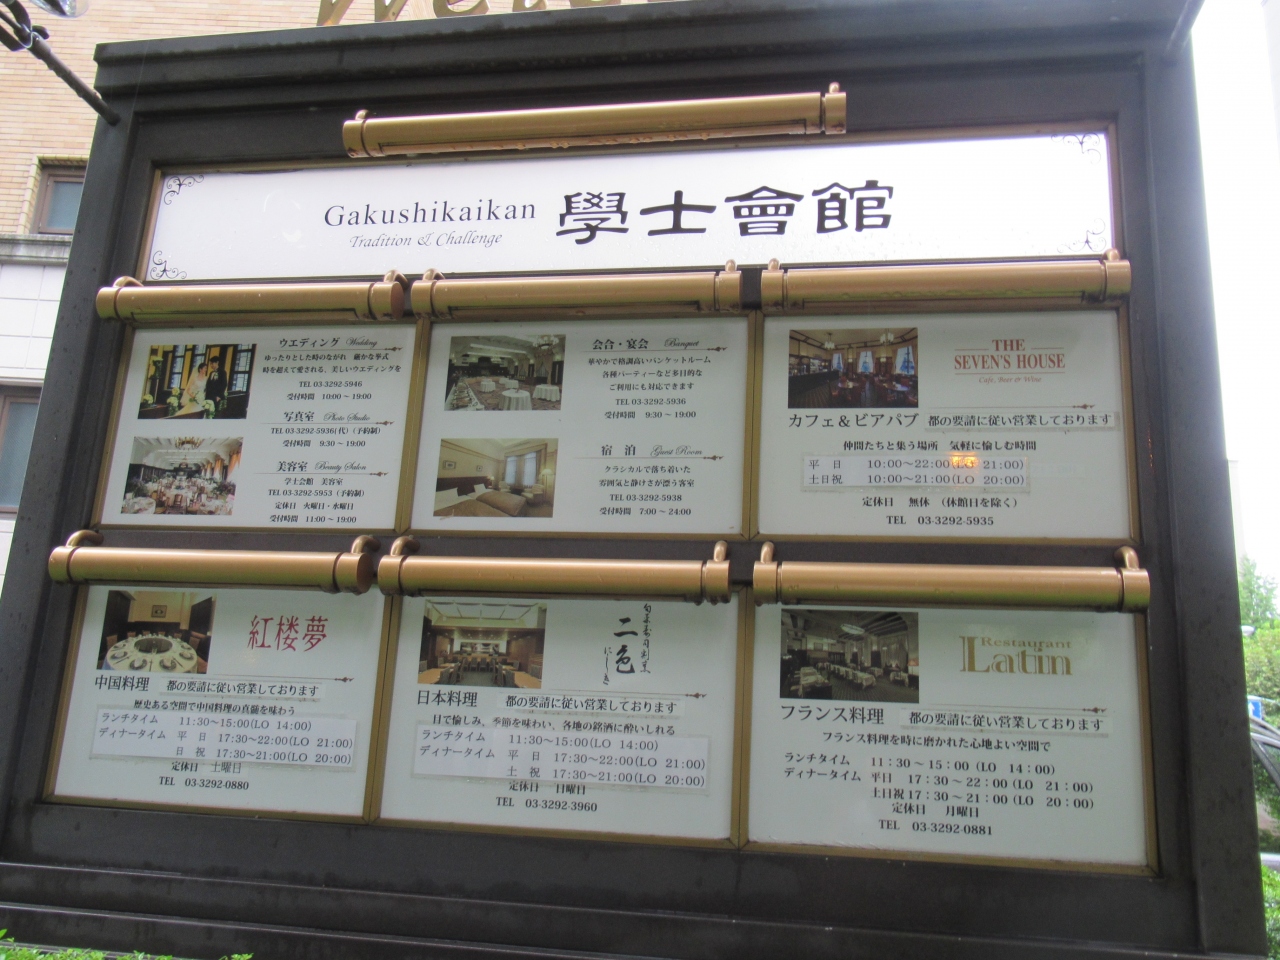 Gakushikaikan 學士會館
Tradition & Challenge
ウエディング Wedding
ゆったりとした時のながれ 厳かな挙式
時を超えて愛される、美しいウエディングを
TEL 03-3292-5946
受付時間 10:00〜19:00
写真室 Photo Studio
TEL 03-3292-5936(代)(予約制)
受付時間 9:30〜19:00
美容室 Beauty Salon
学士会館 美容室
TEL 03-3292-5953(予約制)
定休日 火曜日・水曜日
受付時間 11:00〜19:00
会合・宴会 Banquet
華やかで格調高いバンケットルーム
各種パーティーなど多目的な
ご利用にも対応できます
TEL 03-3292-5936
受付時間 9:30〜19:00
宿泊 Guest Room
クラシカルで落ち着いた
雰囲気と静けさが漂う客室
TEL 03-3292-5938
受付時間 7:00〜24:00
THE
SEVEN'S HOUSE
Cafe, Beer & Wine
カフェ&ビアパブ 都の要請に従い営業しております
仲間たちと集う場所 気軽に愉しむ時間
平 日 10:00〜22:00(LO 21:00)
土日祝 10:00〜21:00(LO 20:00)
定休日 無休 (休館日を除く)
TEL 03-3292-5935
紅楼夢
中国料理 都の要請に従い営業しております
歴史ある空間で中国料理の真髄を味わう
ランチタイム 11:30〜15:00(LO 14:00)
ディナータイム 平 日 17:30〜22:00(LO 21:00)
日 祝 17:30〜21:00(LO 20:00)
定休日 土曜日
TEL 03-3292-0880
二色
にしき
日本料理 都の要請に従い営業しております
目で愉しみ、季節を味わい、各地の銘酒に酔いしれる
ランチタイム 11:30〜15:00(LO 14:00)
ディナータイム 平 日 17:30〜22:00(LO 21:00)
土 祝 17:30〜21:00(LO 20:00)
定休日 日曜日
TEL 03-3292-3960
Restaurant
Latin
フランス料理 都の要請に従い営業しております
フランス料理を時に磨かれた心地よい空間で
ランチタイム 11:30〜15:00(LO 14:00)
ディナータイム 平日 17:30〜22:00(LO 21:00)
土日祝 17:30〜21:00(LO 20:00)
定休日 月曜日
TEL 03-3292-0881